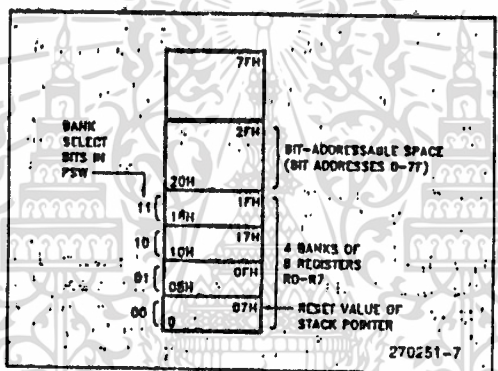 7FH
BANK
SELECT
BITS IN
PSW
2FH
BIT-ADDRESSABLE SPACE
(BIT ADDRESSES 0-7F)
20H
11
1FH
18H
10
17
10H
4 BANKS OF
8 REGISTERS
R0-R7
01
0FH
08H
00
07H
0
RESET VALUE OF
STACK POINTER
270251-7